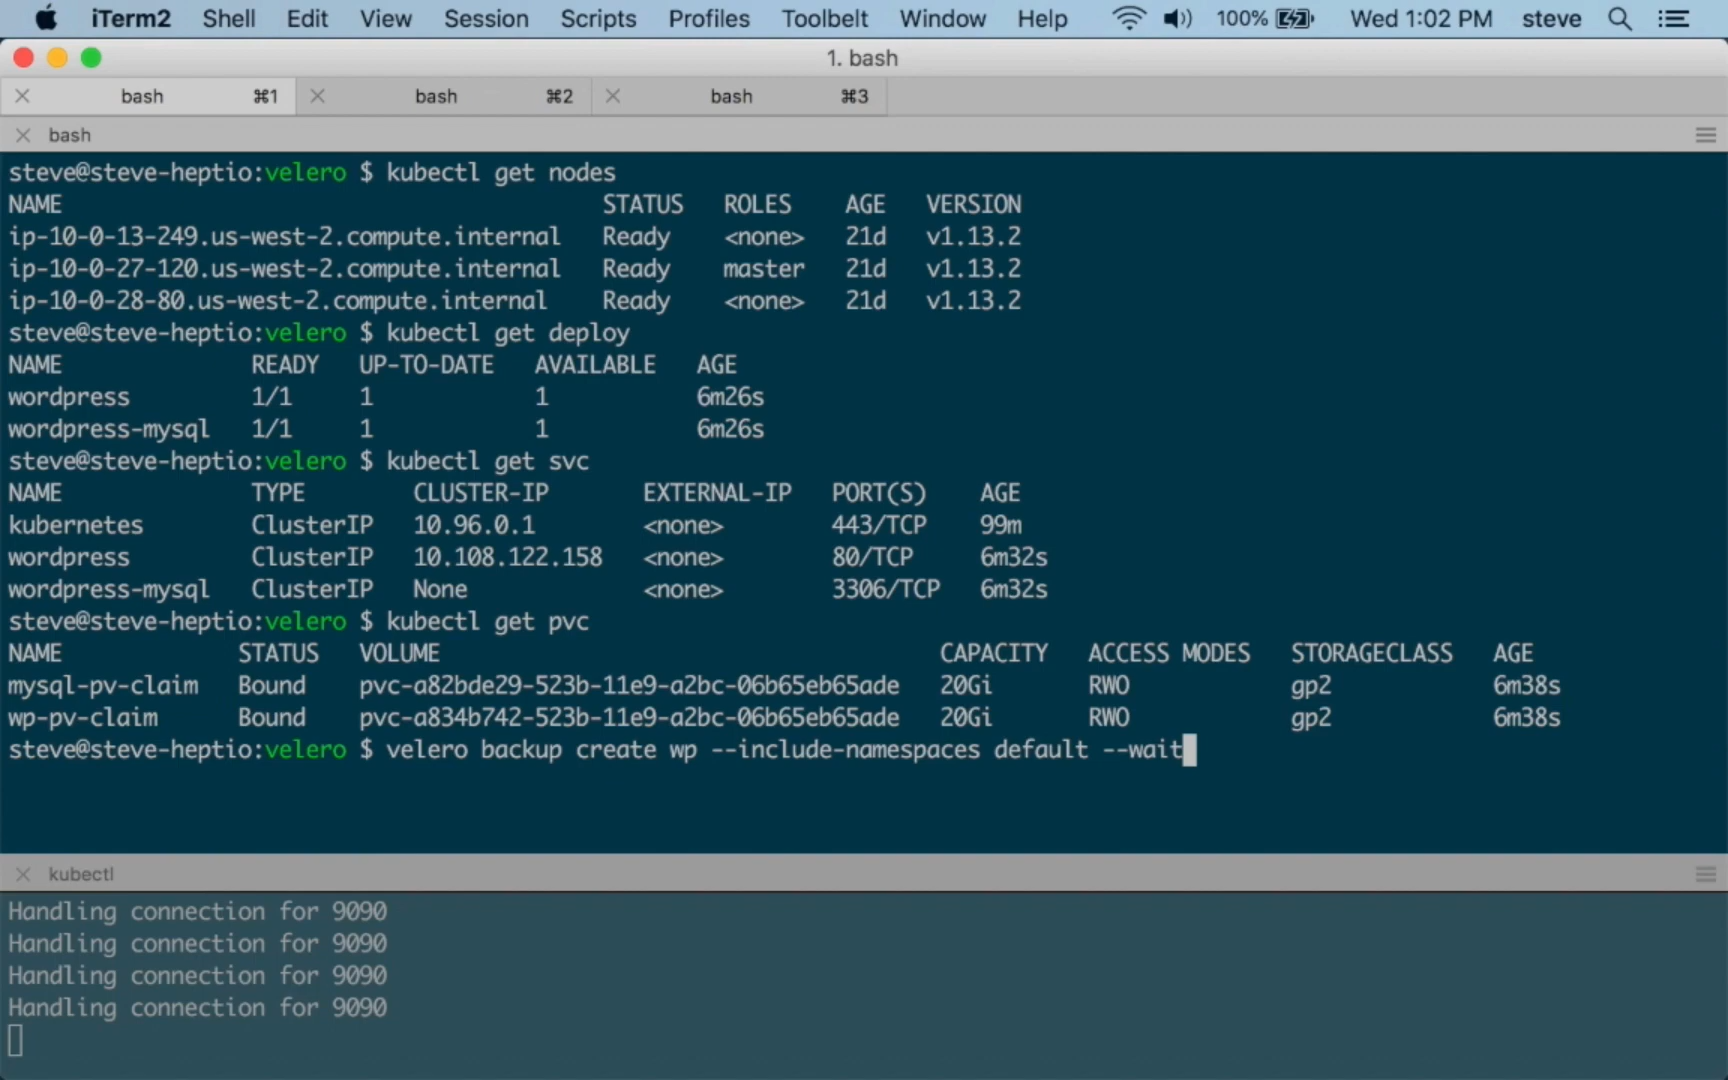 iTerm2 Shell Edit View Session Scripts Profiles Toolbelt Window Help 100% Wed 1:02 PM steve
1. bash
bash ⌘1 bash ⌘2 bash ⌘3
bash
steve@steve-heptio:velero $ kubectl get nodes
NAME STATUS ROLES AGE VERSION
ip-10-0-13-249.us-west-2.compute.internal Ready <none> 21d v1.13.2
ip-10-0-27-120.us-west-2.compute.internal Ready master 21d v1.13.2
ip-10-0-28-80.us-west-2.compute.internal Ready <none> 21d v1.13.2
steve@steve-heptio:velero $ kubectl get deploy
NAME READY UP-TO-DATE AVAILABLE AGE
wordpress 1/1 1 1 6m26s
wordpress-mysql 1/1 1 1 6m26s
steve@steve-heptio:velero $ kubectl get svc
NAME TYPE CLUSTER-IP EXTERNAL-IP PORT(S) AGE
kubernetes ClusterIP 10.96.0.1 <none> 443/TCP 99m
wordpress ClusterIP 10.108.122.158 <none> 80/TCP 6m32s
wordpress-mysql ClusterIP None <none> 3306/TCP 6m32s
steve@steve-heptio:velero $ kubectl get pvc
NAME STATUS VOLUME CAPACITY ACCESS MODES STORAGECLASS AGE
mysql-pv-claim Bound pvc-a82bde29-523b-11e9-a2bc-06b65eb65ade 20Gi RWO gp2 6m38s
wp-pv-claim Bound pvc-a834b742-523b-11e9-a2bc-06b65eb65ade 20Gi RWO gp2 6m38s
steve@steve-heptio:velero $ velero backup create wp --include-namespaces default --wait
kubectl
Handling connection for 9090
Handling connection for 9090
Handling connection for 9090
Handling connection for 9090